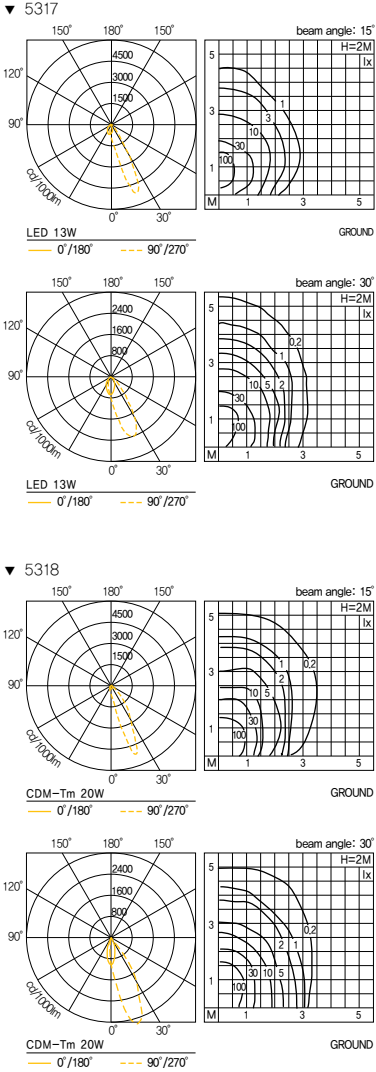 ▼ 5317
150° 180° 150° beam angle: 15°
4500 H=2M
5 lx
120° 3000
1500 1
3 3
90° 10
30
100
1
cd/1000lm
0° 30° M 1 3 5
LED 13W GROUND
0°/180° 90°/270°
150° 180° 150° beam angle: 30°
2400 H=2M
5 lx
120° 1600 0,2
800 1
3
90° 10 5 2
30
1
100
cd/1000lm
0° 30° M 1 3 5
LED 13W GROUND
0°/180° 90°/270°
▼ 5318
150° 180° 150° beam angle: 15°
4500 H=2M
5 lx
120° 3000
1500 1 0,2
3 2
90° 10 5
30
1 100
cd/1000lm
0° 30° M 1 3 5
CDM-Tm 20W GROUND
0°/180° 90°/270°
150° 180° 150° beam angle: 30°
2400 H=2M
5 lx
120° 1600
800 0,2
3
90° 2 1
30 10 5
1 100
cd/1000lm
0° 30° M 1 3 5
CDM-Tm 20W GROUND
0°/180° 90°/270°